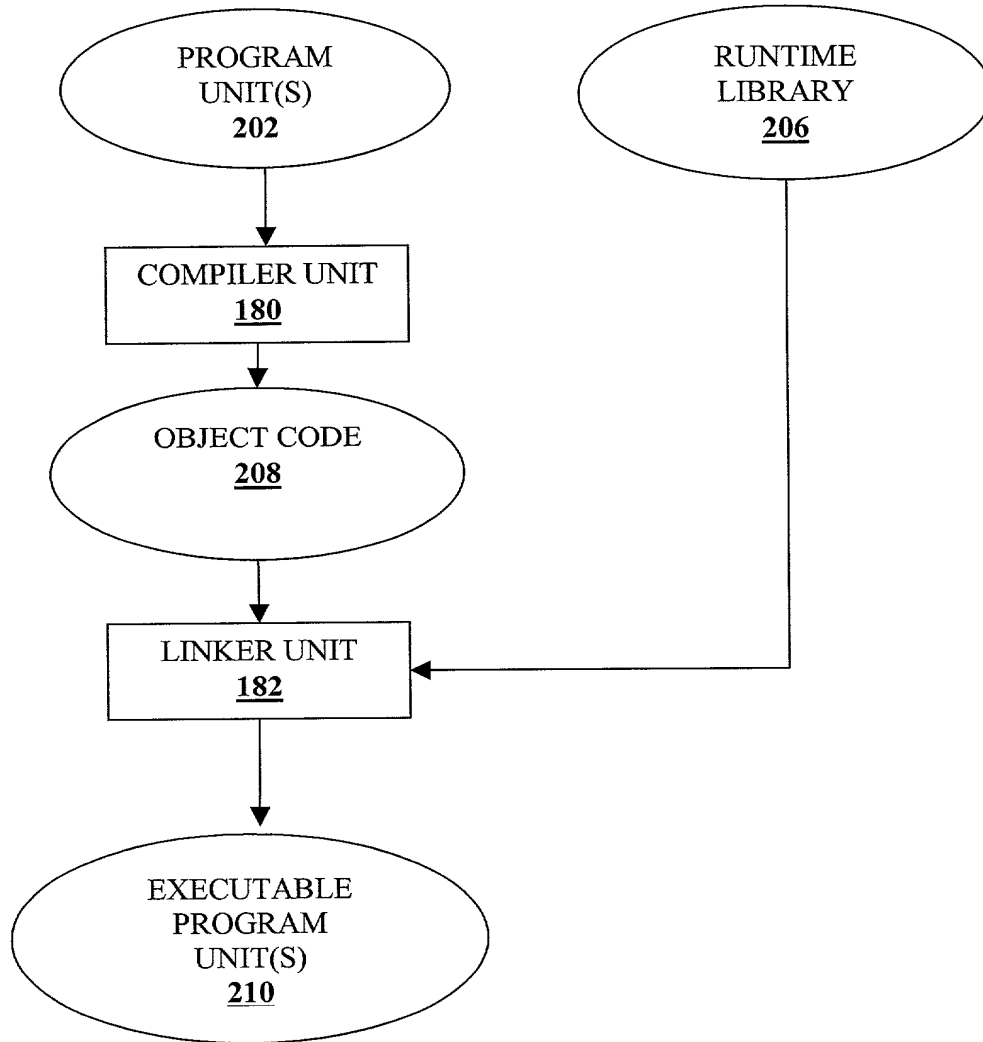 PROGRAM
UNIT(S)
202
RUNTIME
LIBRARY
206
COMPILER UNIT
180
OBJECT CODE
208
LINKER UNIT
182
EXECUTABLE
PROGRAM
UNIT(S)
210